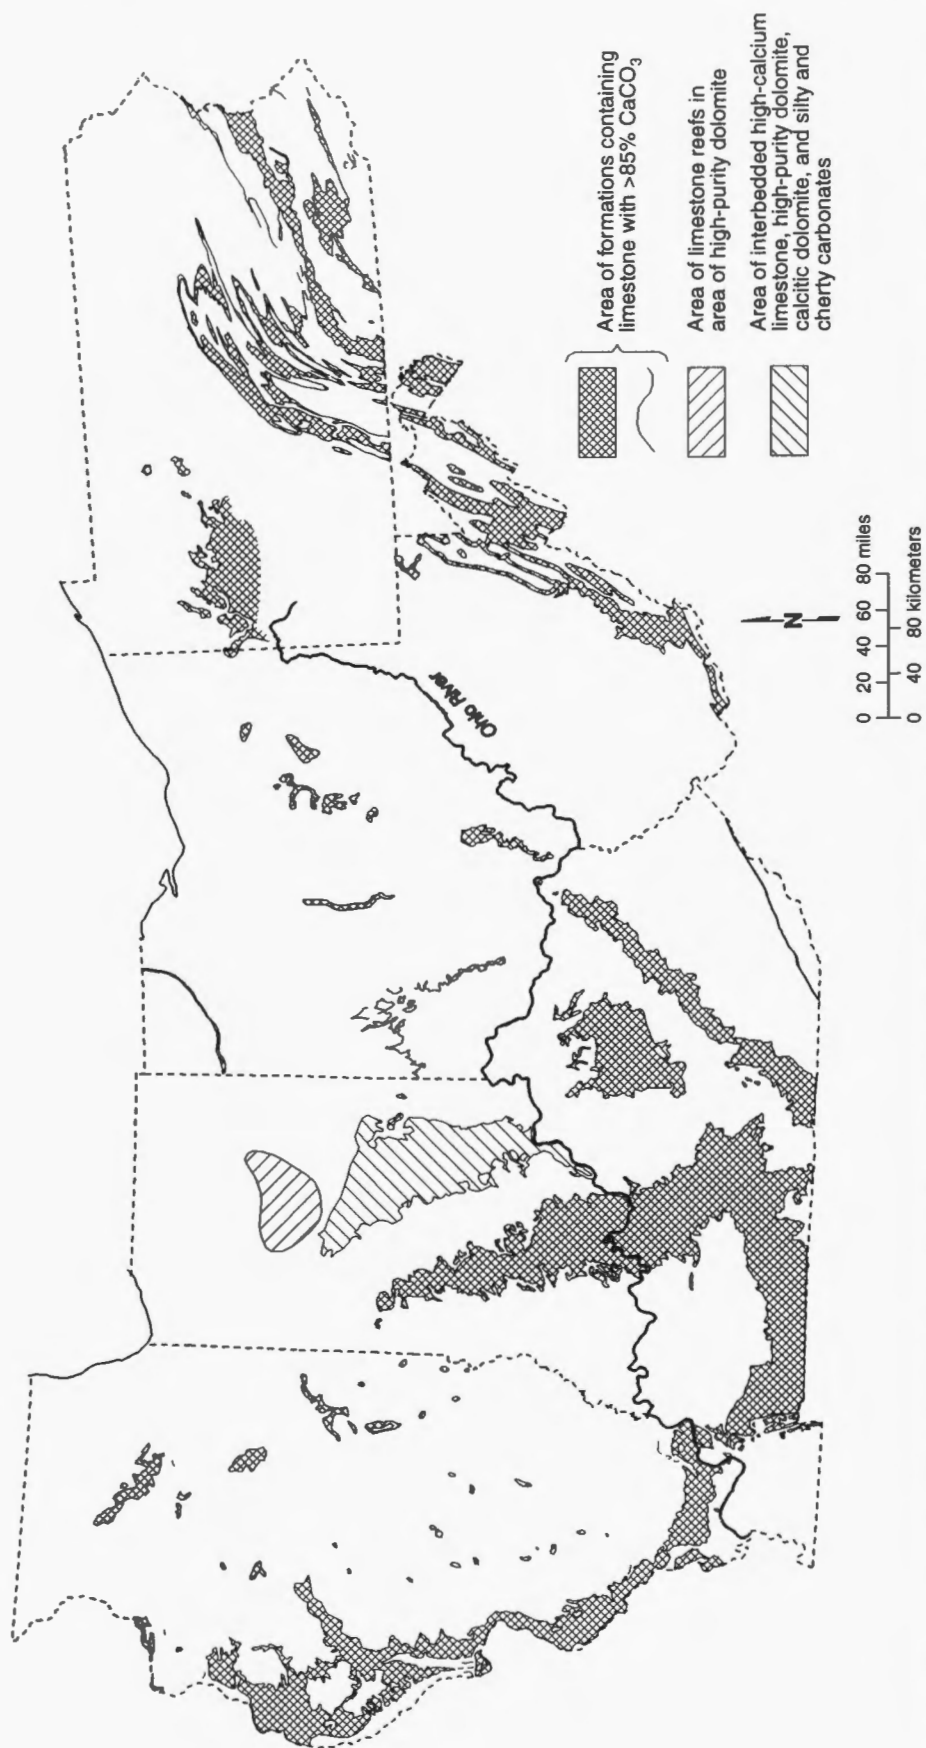 Ohio River
Area of formations containing
limestone with >85% CaCO₃
Area of limestone reefs in
area of high-purity dolomite
Area of interbedded high-calcium
limestone, high-purity dolomite,
calcitic dolomite, and silty and
cherty carbonates
N
0 20 40 60 80 miles
0 40 80 kilometers